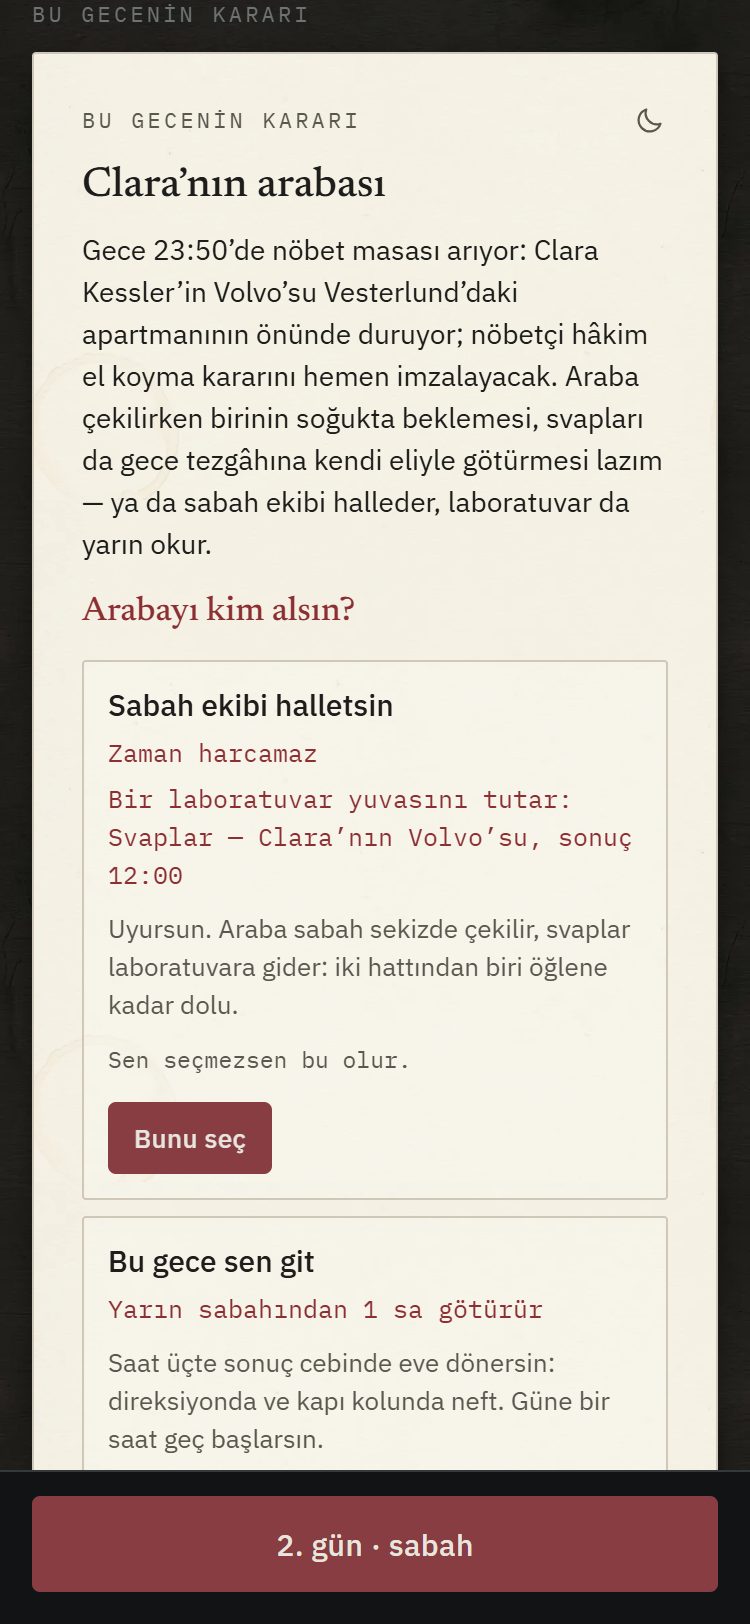 BU GECENİN KARARI
BU GECENİN KARARI
Clara’nın arabası
Gece 23:50’de nöbet masası arıyor: Clara
Kessler’in Volvo’su Vesterlund’daki
apartmanının önünde duruyor; nöbetçi hâkim
el koyma kararını hemen imzalayacak. Araba
çekilirken birinin soğukta beklemesi, svapları
da gece tezgâhına kendi eliyle götürmesi lazım
— ya da sabah ekibi halleder, laboratuvar da
yarın okur.
Arabayı kim alsın?
Sabah ekibi halletsin
Zaman harcamaz
Bir laboratuvar yuvasını tutar:
Svaplar — Clara’nın Volvo’su, sonuç
12:00
Uyursun. Araba sabah sekizde çekilir, svaplar
laboratuvara gider: iki hattından biri öğlene
kadar dolu.
Sen seçmezsen bu olur.
Bunu seç
Bu gece sen git
Yarın sabahından 1 sa götürür
Saat üçte sonuç cebinde eve dönersin:
direksiyonda ve kapı kolunda neft. Güne bir
saat geç başlarsın.
2. gün · sabah